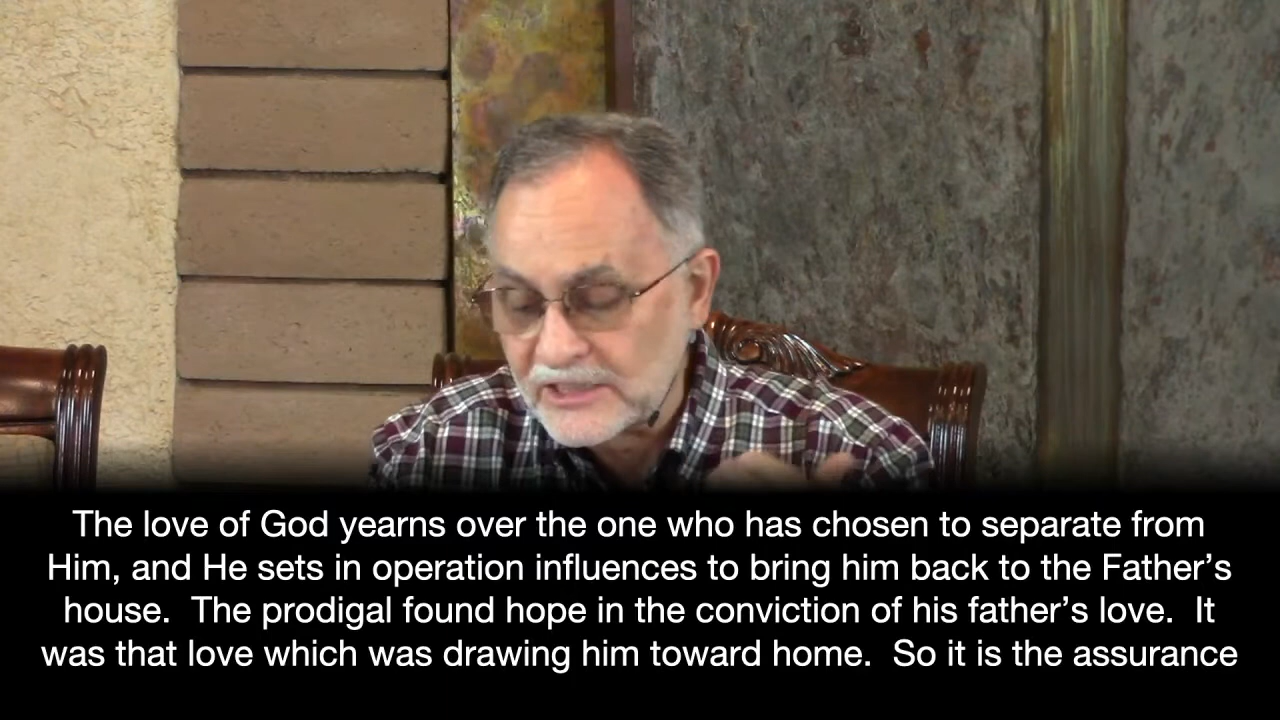 The love of God yearns over the one who has chosen to separate from
Him, and He sets in operation influences to bring him back to the Father’s
house.  The prodigal found hope in the conviction of his father’s love.  It
was that love which was drawing him toward home.  So it is the assurance